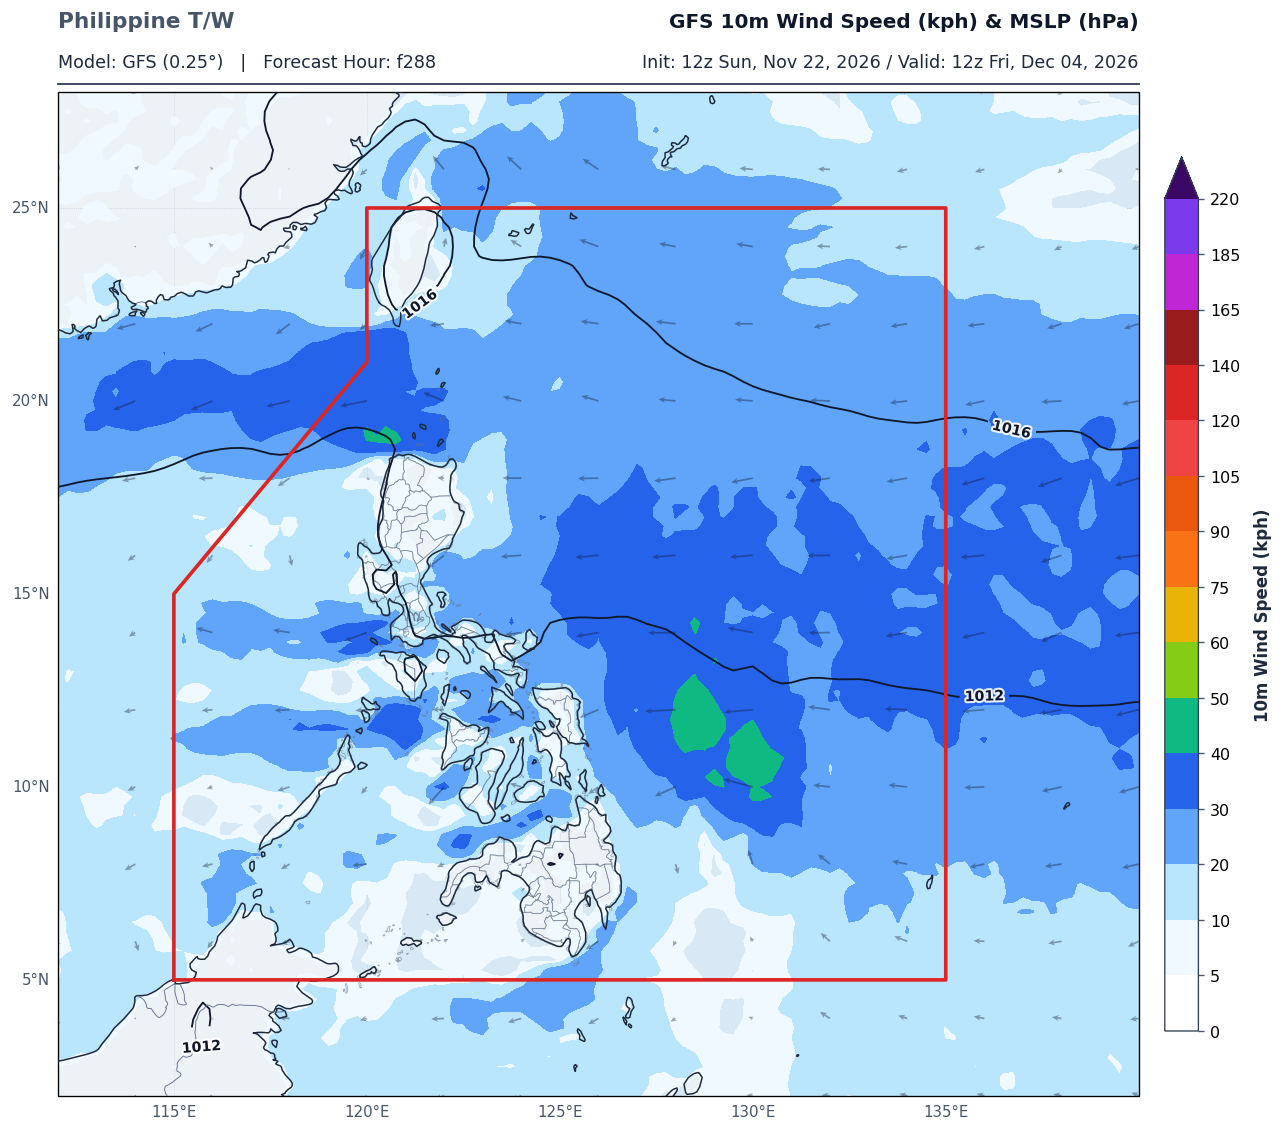 Philippine T/W
GFS 10m Wind Speed (kph) & MSLP (hPa)
Model: GFS (0.25°) | Forecast Hour: f288
Init: 12z Sun, Nov 22, 2026 / Valid: 12z Fri, Dec 04, 2026
25°N
20°N
15°N
10°N
5°N
115°E
120°E
125°E
130°E
135°E
1016
1016
1012
1012
220
185
165
140
120
105
90
75
60
50
40
30
20
10
5
0
10m Wind Speed (kph)